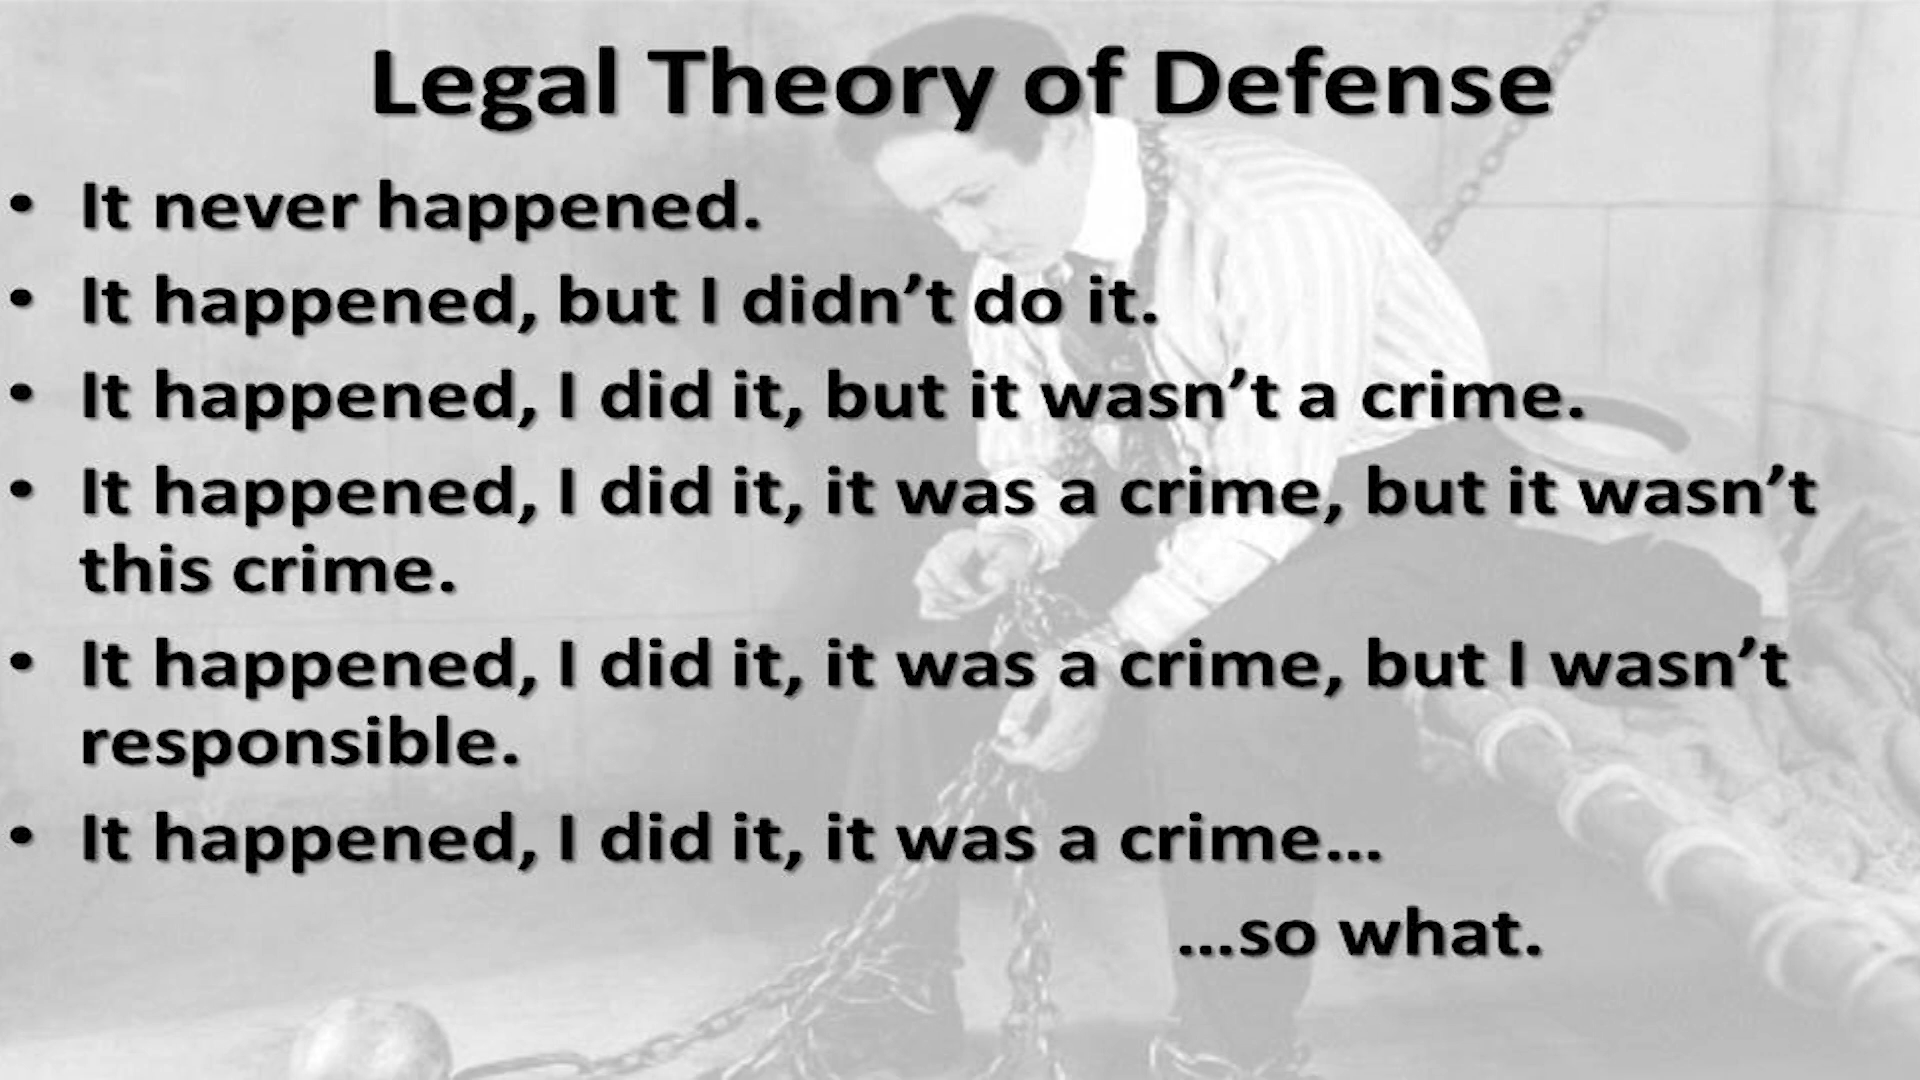 Legal Theory of Defense
• It never happened.
• It happened, but I didn’t do it.
• It happened, I did it, but it wasn’t a crime.
• It happened, I did it, it was a crime, but it wasn’t
this crime.
• It happened, I did it, it was a crime, but I wasn’t
responsible.
• It happened, I did it, it was a crime…
…so what.